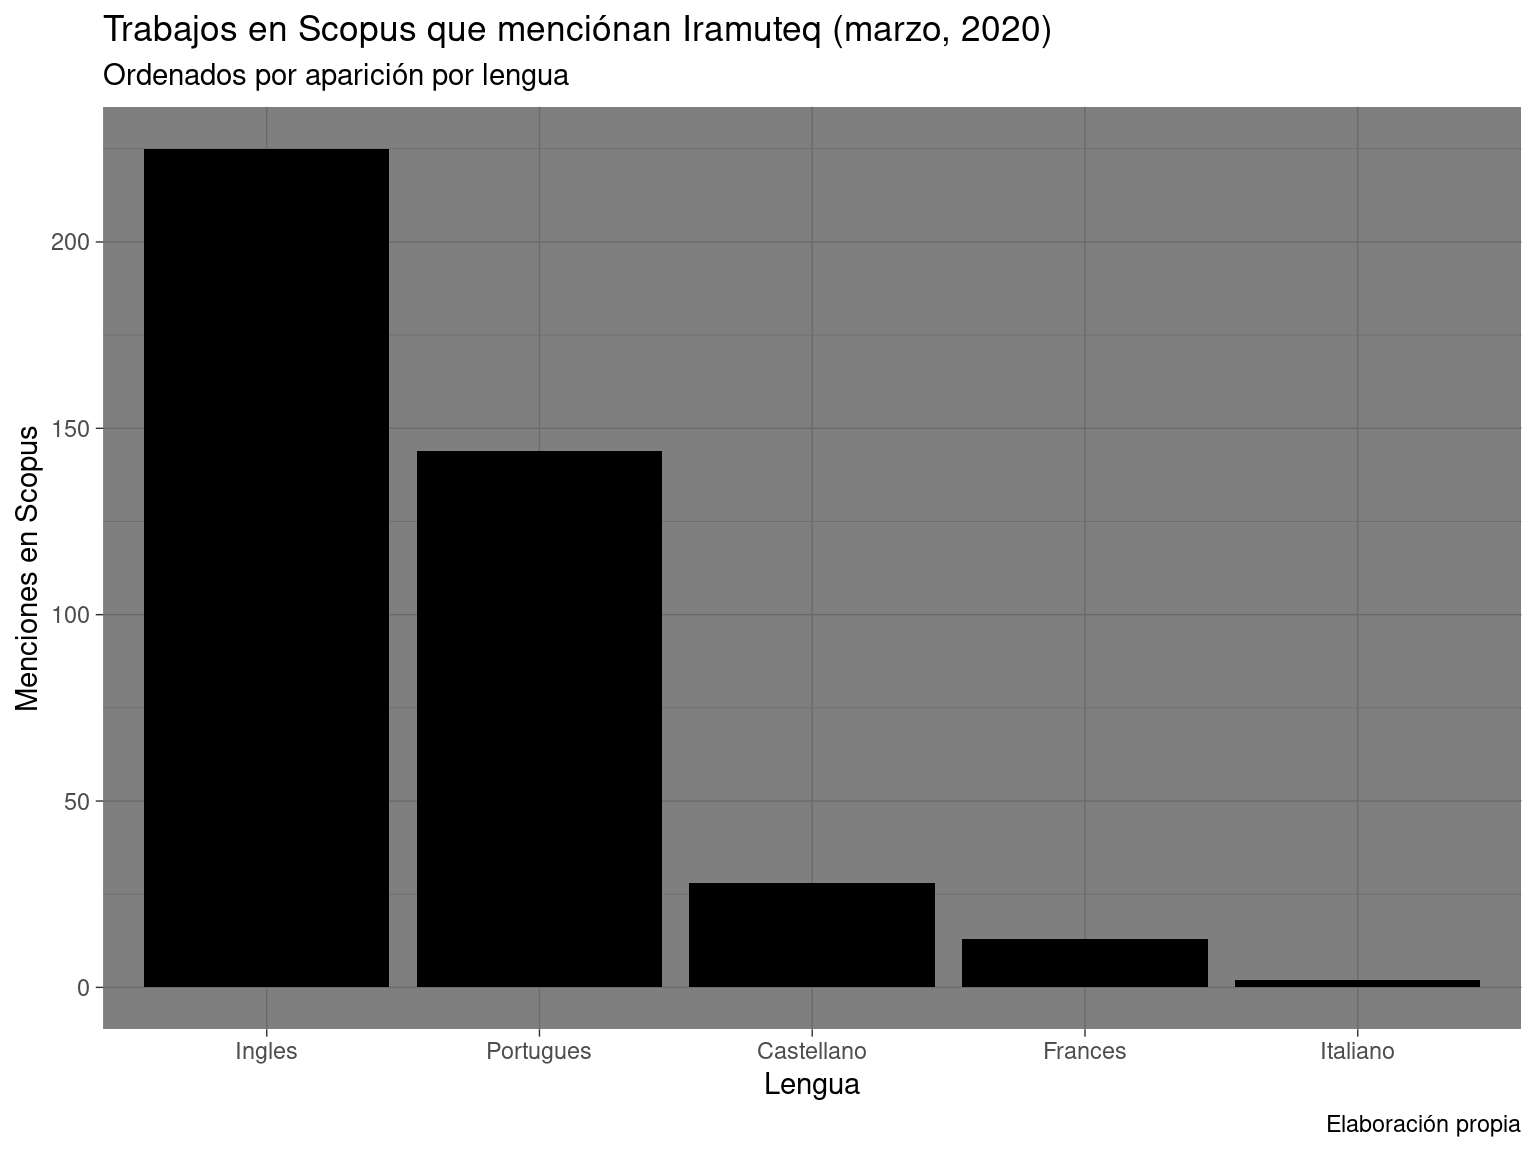 Trabajos en Scopus que menciónan Iramuteq (marzo, 2020)
Ordenados por aparición por lengua
Menciones en Scopus
200
150
100
50
0
Ingles Portugues Castellano Frances Italiano
Lengua
Elaboración propia